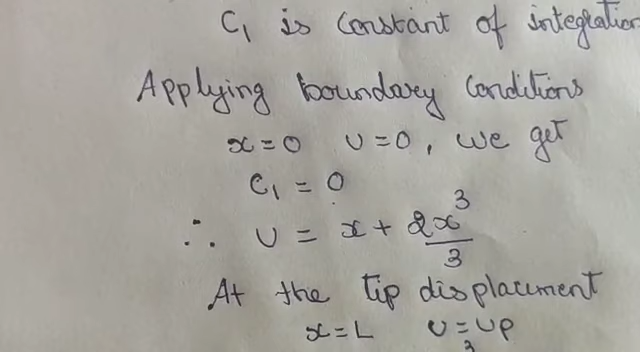 C₁ is constant of integration
Applying boundary conditions
x=0 u=0, we get
C₁ = 0
∴ u = x + 2x³/3
At the tip displacement
x=L u=up
3